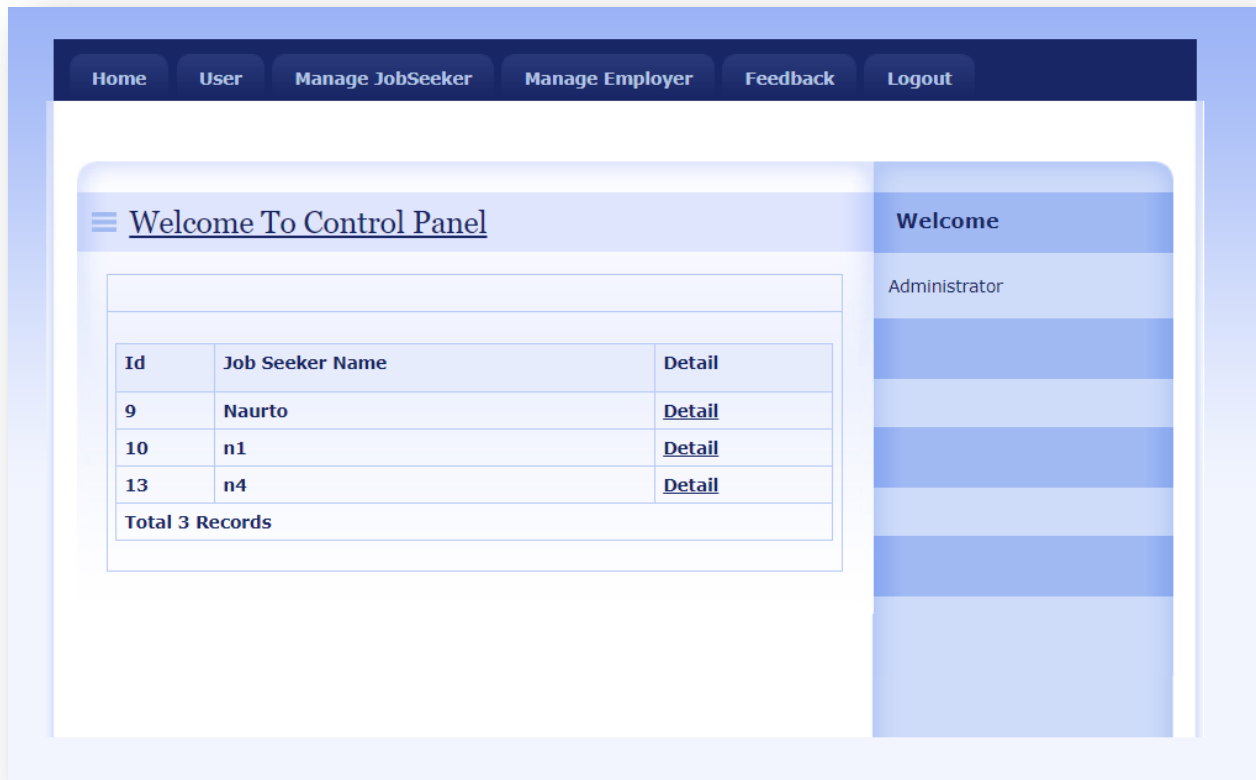 Home User Manage JobSeeker Manage Employer Feedback Logout
Welcome To Control Panel
Welcome
Administrator
Id Job Seeker Name Detail
9 Naurto Detail
10 n1 Detail
13 n4 Detail
Total 3 Records